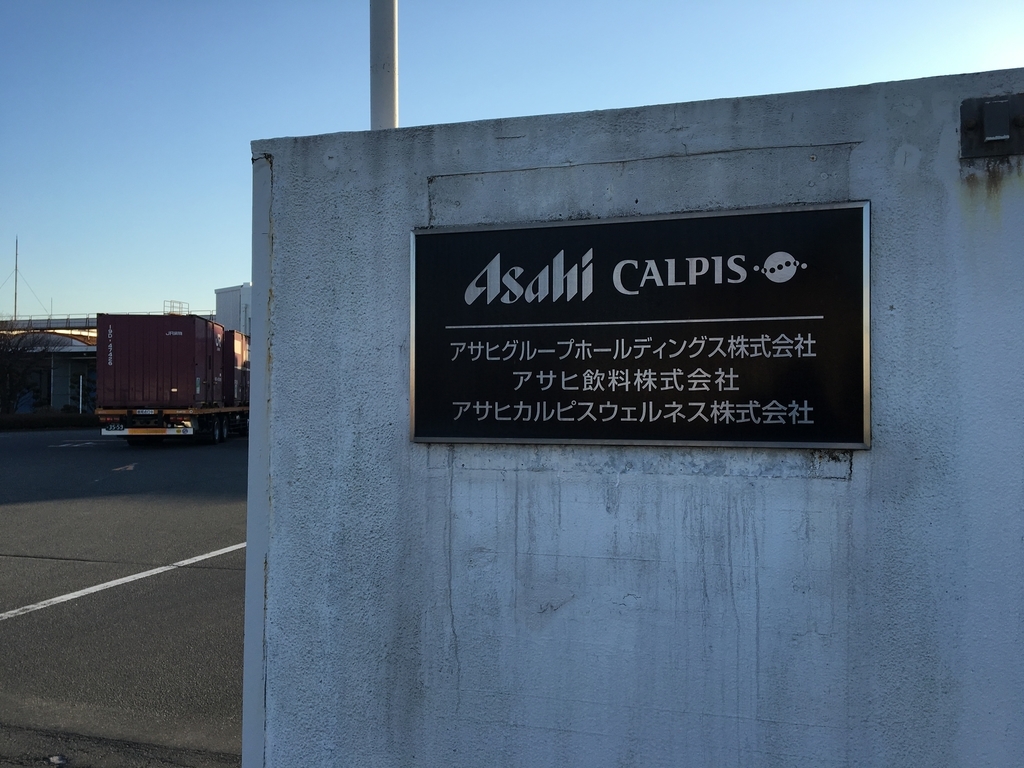 Asahi CALPIS
アサヒグループホールディングス株式会社
アサヒ飲料株式会社
アサヒカルピスウェルネス株式会社